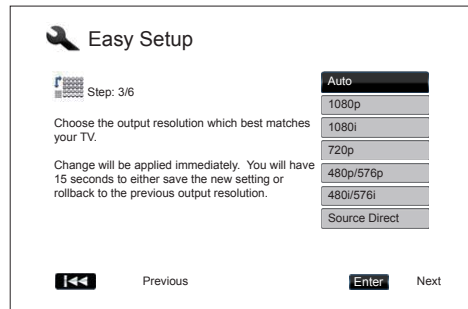 Easy Setup
Step: 3/6
Choose the output resolution which best matches
your TV.
Change will be applied immediately. You will have
15 seconds to either save the new setting or
rollback to the previous output resolution.
Auto
1080p
1080i
720p
480p/576p
480i/576i
Source Direct
Previous
Enter
Next